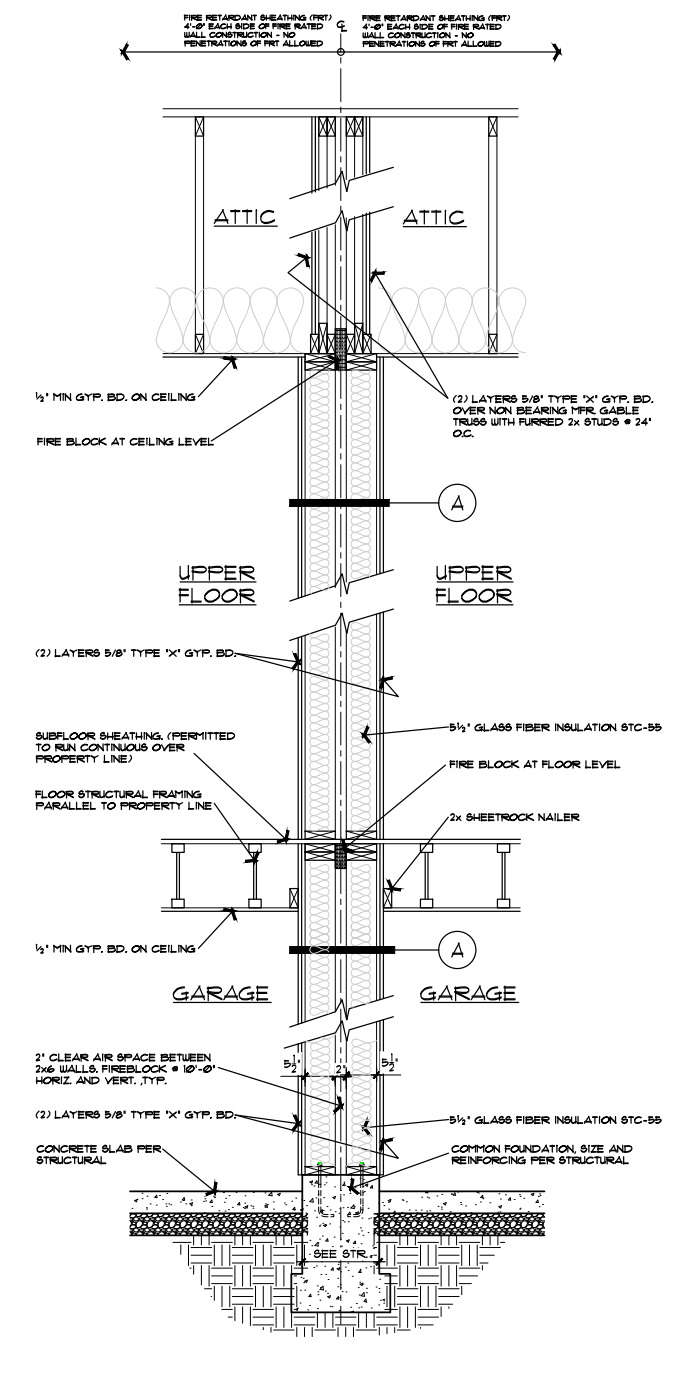 FIRE RETARDANT SHEATHING (FRT)
4'-0" EACH SIDE OF FIRE RATED
WALL CONSTRUCTION - NO
PENETRATIONS OF FRT ALLOWED
CL
FIRE RETARDANT SHEATHING (FRT)
4'-0" EACH SIDE OF FIRE RATED
WALL CONSTRUCTION - NO
PENETRATIONS OF FRT ALLOWED
ATTIC
ATTIC
½" MIN GYP. BD. ON CEILING
(2) LAYERS 5/8" TYPE "X" GYP. BD.
OVER NON BEARING MFR. GABLE
TRUSS WITH FURRED 2x STUDS @ 24"
O.C.
FIRE BLOCK AT CEILING LEVEL
A
UPPER
FLOOR
UPPER
FLOOR
(2) LAYERS 5/8" TYPE "X" GYP. BD.
5½" GLASS FIBER INSULATION STC-55
SUBFLOOR SHEATHING. (PERMITTED
TO RUN CONTINUOUS OVER
PROPERTY LINE)
FIRE BLOCK AT FLOOR LEVEL
FLOOR STRUCTURAL FRAMING
PARALLEL TO PROPERTY LINE
2x SHEETROCK NAILER
½" MIN GYP. BD. ON CEILING
A
GARAGE
GARAGE
2" CLEAR AIR SPACE BETWEEN
2x6 WALLS. FIREBLOCK @ 10'-0"
HORIZ. AND VERT. ,TYP.
5½"
2"
5½"
(2) LAYERS 5/8" TYPE "X" GYP. BD.
5½" GLASS FIBER INSULATION STC-55
CONCRETE SLAB PER
STRUCTURAL
COMMON FOUNDATION, SIZE AND
REINFORCING PER STRUCTURAL
SEE STR.